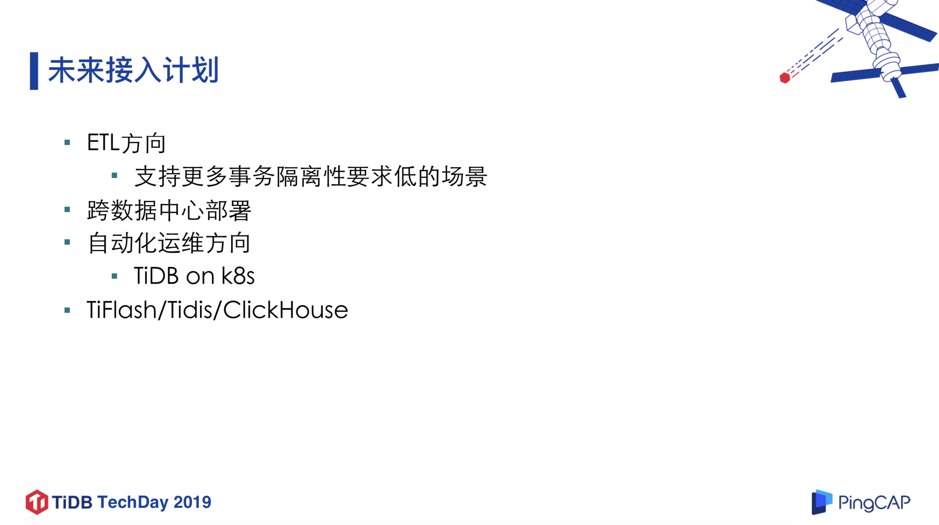 未来接入计划
▪ ETL方向
▪ 支持更多事务隔离性要求低的场景
▪ 跨数据中心部署
▪ 自动化运维方向
▪ TiDB on k8s
▪ TiFlash/Tidis/ClickHouse
TiDB TechDay 2019
PingCAP